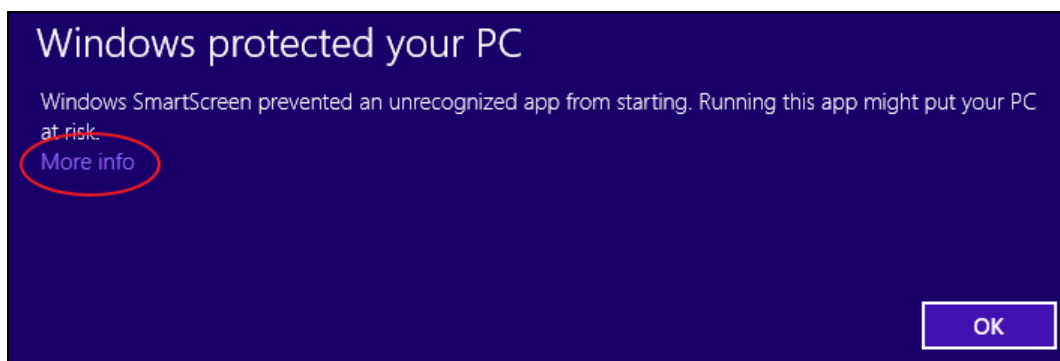 Windows protected your PC
Windows SmartScreen prevented an unrecognized app from starting. Running this app might put your PC
at risk.
More info
OK